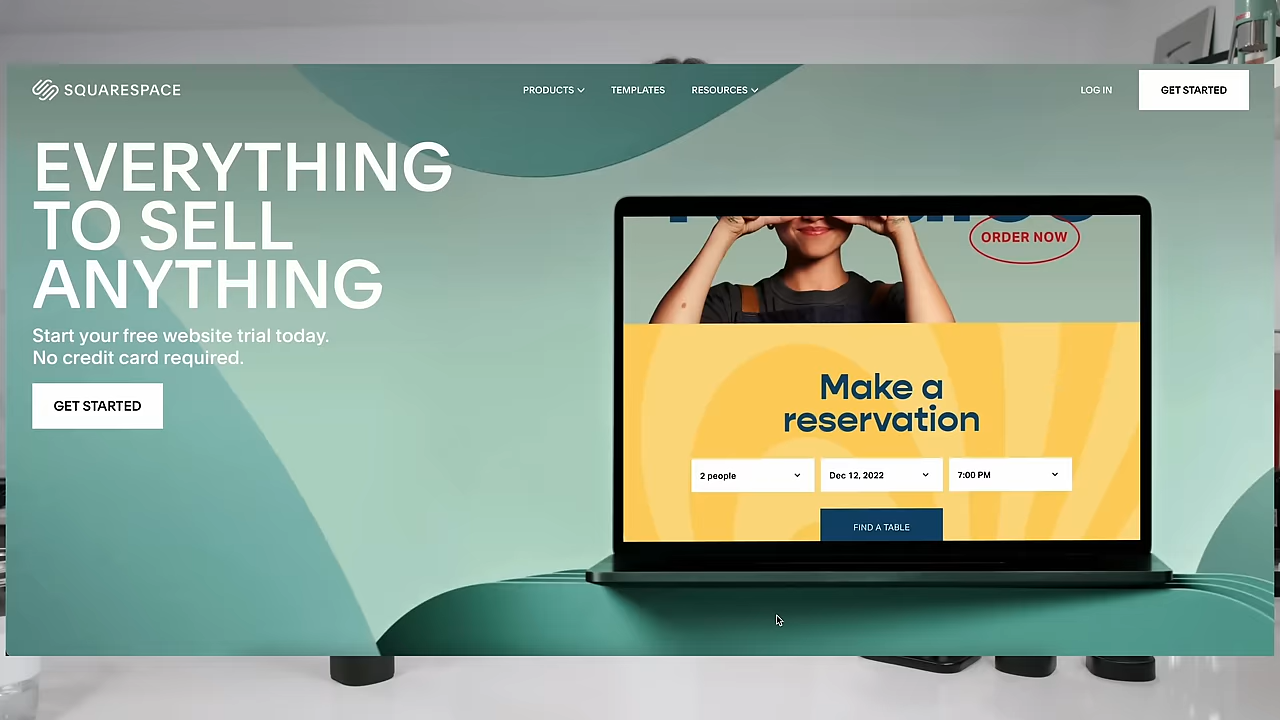 SQUARESPACE
PRODUCTS
TEMPLATES
RESOURCES
LOG IN
GET STARTED
EVERYTHING
TO SELL
ANYTHING
Start your free website trial today.
No credit card required.
GET STARTED
ORDER NOW
Make a
reservation
2 people
Dec 12, 2022
7:00 PM
FIND A TABLE